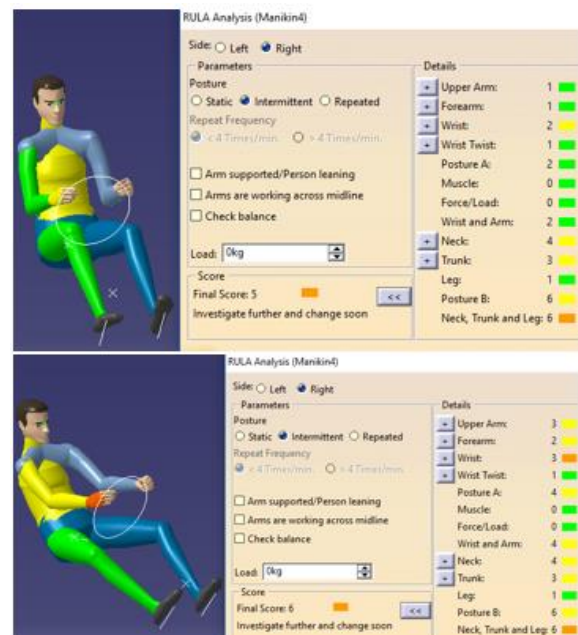 RULA Analysis (Manikin4)
Side: Left Right
Parameters
Posture
Static Intermittent Repeated
Repeat Frequency
< 4 Times/min. > 4 Times/min.
Arm supported/Person leaning
Arms are working across midline
Check balance
Load: 0kg
Score
Final Score: 5 <<
Investigate further and change soon
Details
+ Upper Arm: 1
+ Forearm: 1
+ Wrist: 2
+ Wrist Twist: 1
Posture A: 2
Muscle: 0
Force/Load: 0
Wrist and Arm: 2
+ Neck: 4
+ Trunk: 3
Leg: 1
Posture B: 6
Neck, Trunk and Leg: 6
RULA Analysis (Manikin4)
Side: Left Right
Parameters
Posture
Static Intermittent Repeated
Repeat Frequency
< 4 Times/min. > 4 Times/min.
Arm supported/Person leaning
Arms are working across midline
Check balance
Load: 0kg
Score
Final Score: 6 <<
Investigate further and change soon
Details
+ Upper Arm: 3
+ Forearm: 2
+ Wrist: 3
+ Wrist Twist: 1
Posture A: 4
Muscle: 0
Force/Load: 0
Wrist and Arm: 4
+ Neck: 4
+ Trunk: 3
Leg: 1
Posture B: 6
Neck, Trunk and Leg: 6